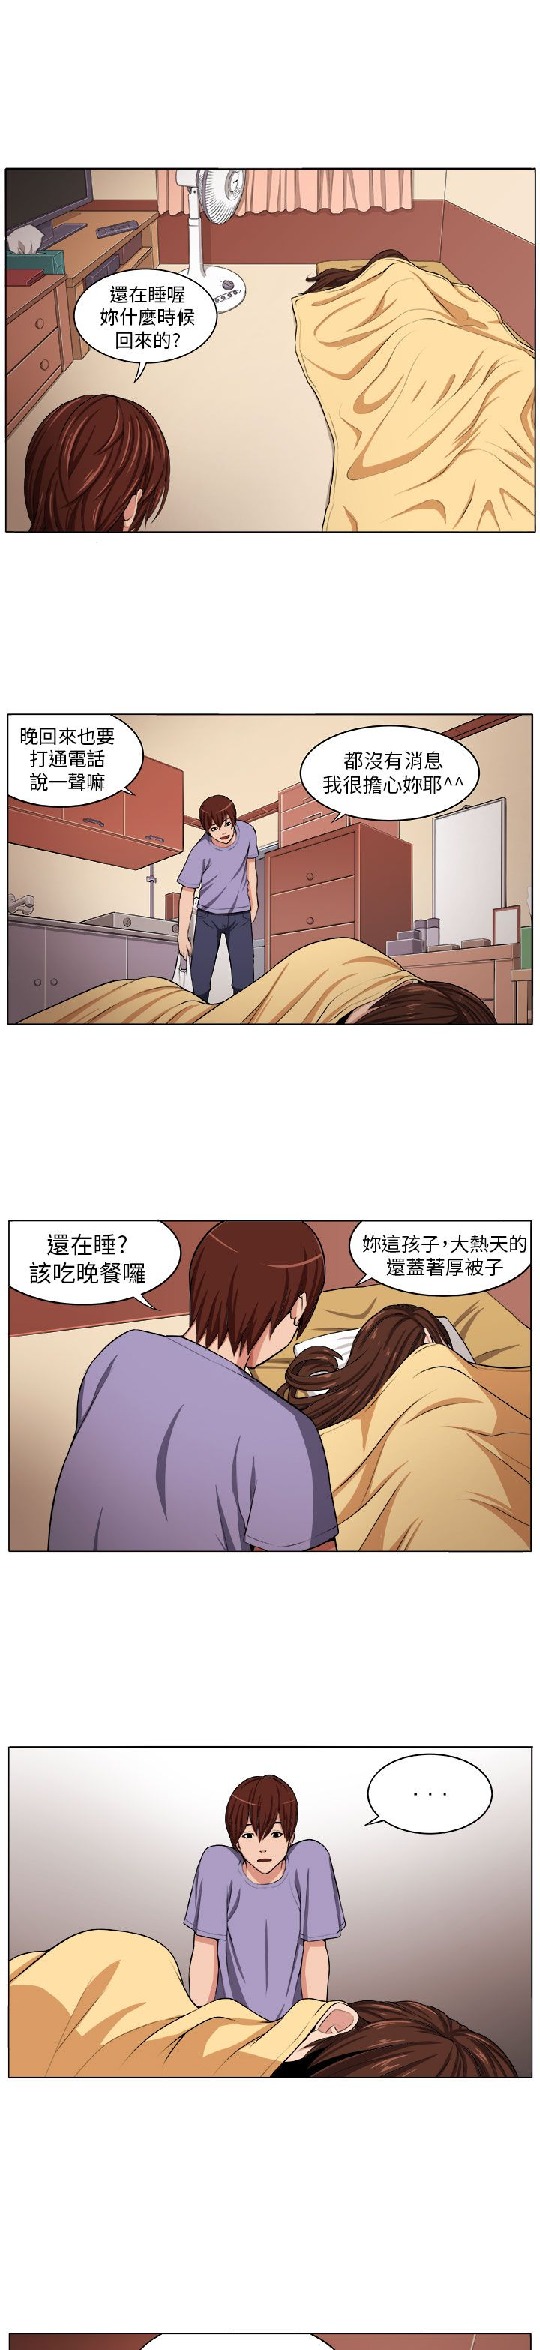 還在睡喔
妳什麼時候
回來的?
晚回來也要
打通電話
說一聲嘛
都沒有消息
我很擔心妳耶^^
還在睡?
該吃晚餐囉
妳這孩子，大熱天的
還蓋著厚被子
...